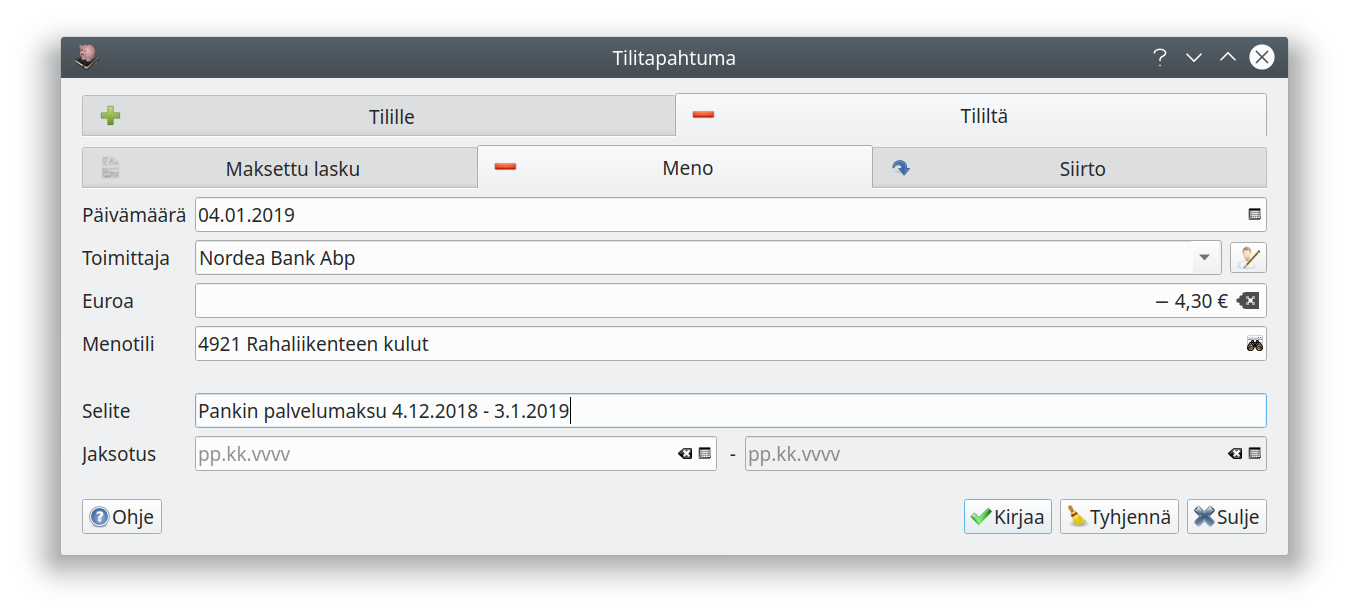 Tilitapahtuma
Tilille Tililtä
Maksettu lasku Meno Siirto
Päivämäärä 04.01.2019
Toimittaja Nordea Bank Abp
Euroa – 4,30 €
Menotili 4921 Rahaliikenteen kulut
Selite Pankin palvelumaksu 4.12.2018 - 3.1.2019
Jaksotus pp.kk.vvvv - pp.kk.vvvv
Ohje Kirjaa Tyhjennä Sulje